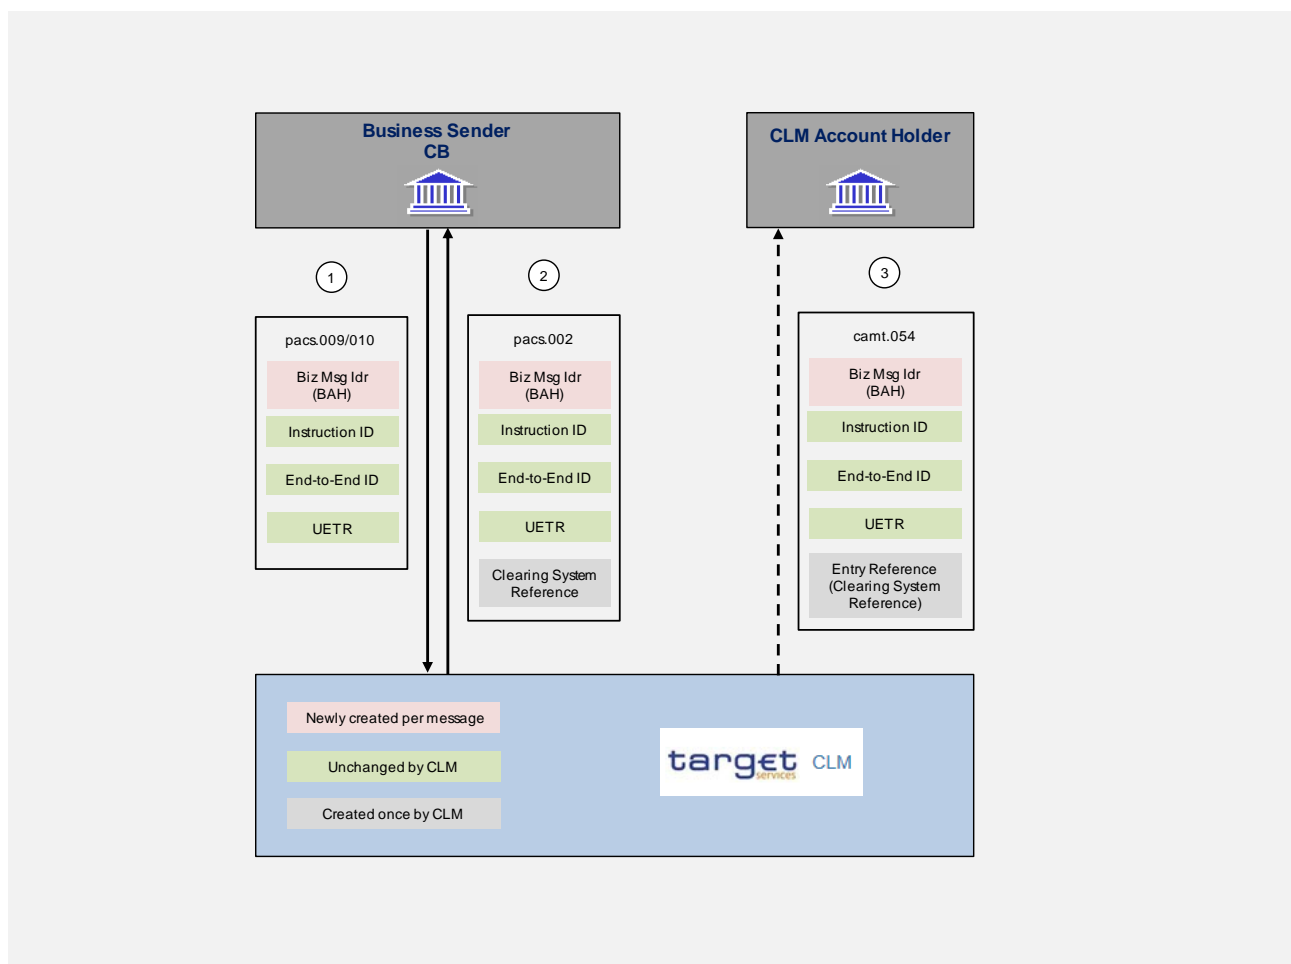 Business Sender
CB
CLM Account Holder
1
2
3
pacs.009/010
Biz Msg Idr
(BAH)
Instruction ID
End-to-End ID
UETR
pacs.002
Biz Msg Idr
(BAH)
Instruction ID
End-to-End ID
UETR
Clearing System
Reference
camt.054
Biz Msg Idr
(BAH)
Instruction ID
End-to-End ID
UETR
Entry Reference
(Clearing System
Reference)
Newly created per message
Unchanged by CLM
Created once by CLM
target
services
CLM